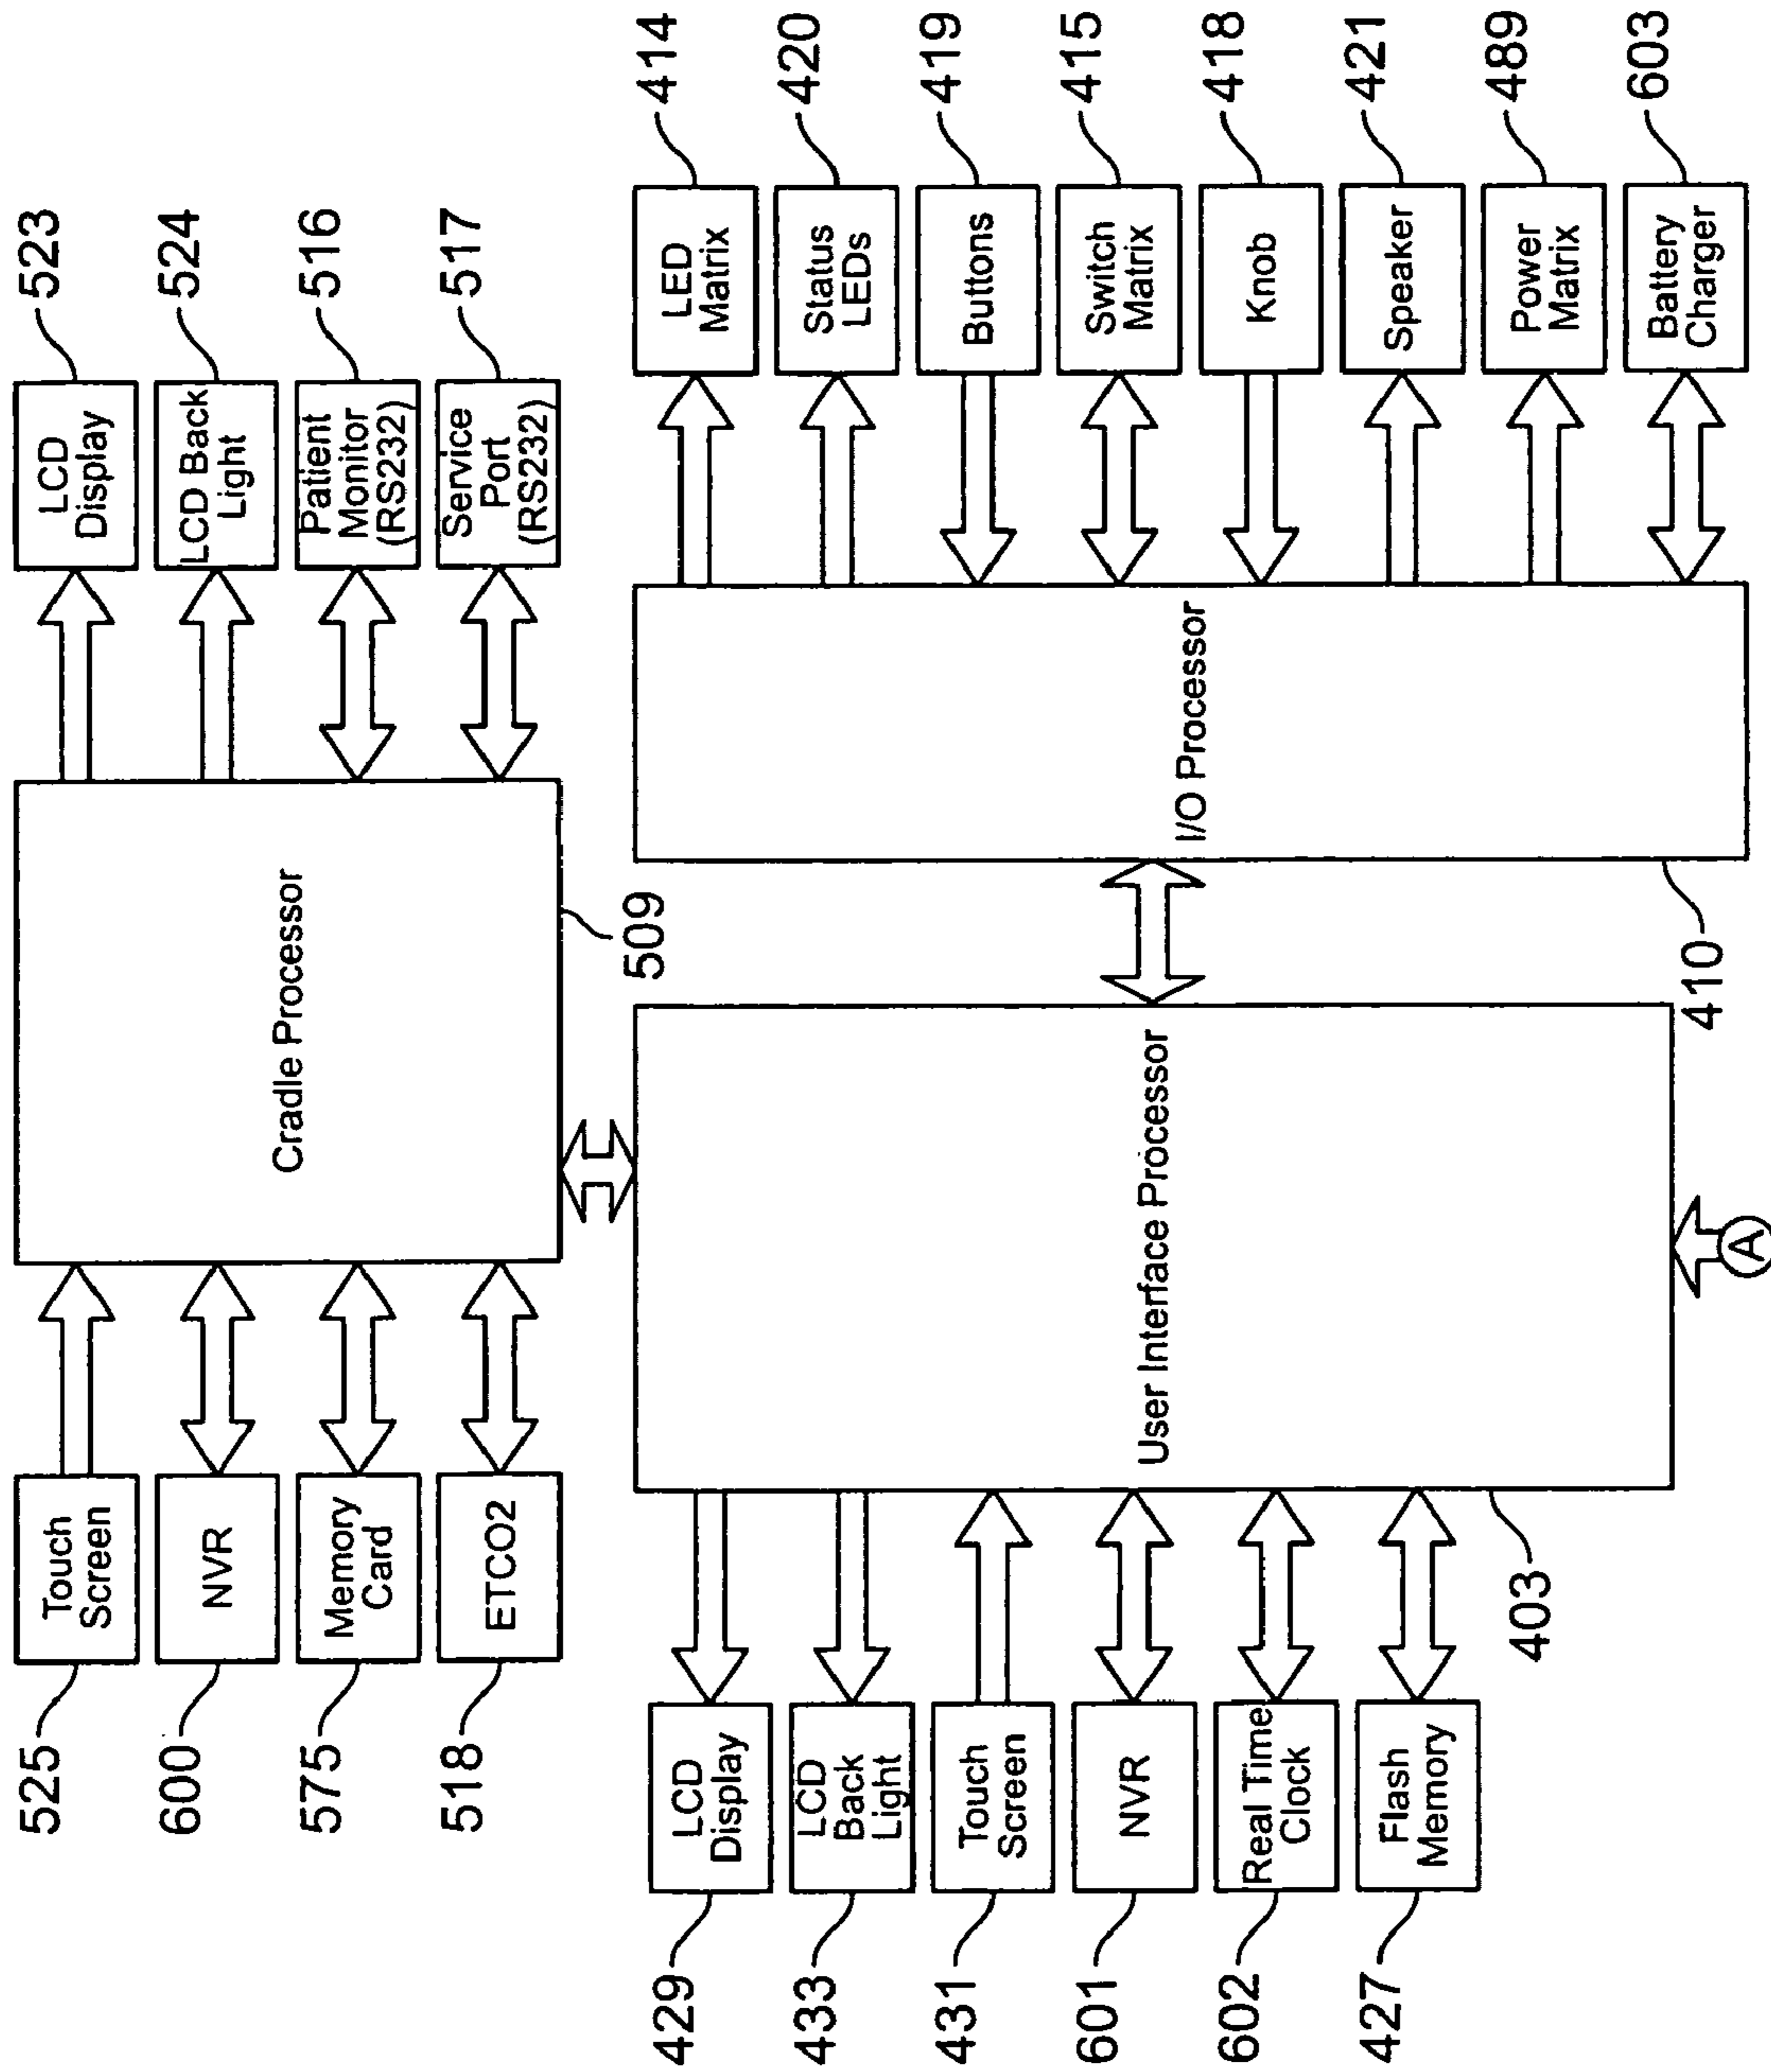 525
Touch
Screen
600
NVR
575
Memory
Card
518
ETCO2
Cradle Processor
509
LCD
Display
523
LCD Back
Light
524
Patient
Monitor
(RS232)
516
Service
Port
(RS232)
517
429
LCD
Display
433
LCD
Back
Light
431
Touch
Screen
601
NVR
602
Real Time
Clock
427
Flash
Memory
User Interface Processor
403
A
I/O Processor
410
LED
Matrix
414
Status
LEDs
420
Buttons
419
Switch
Matrix
415
Knob
418
Speaker
421
Power
Matrix
489
Battery
Charger
603